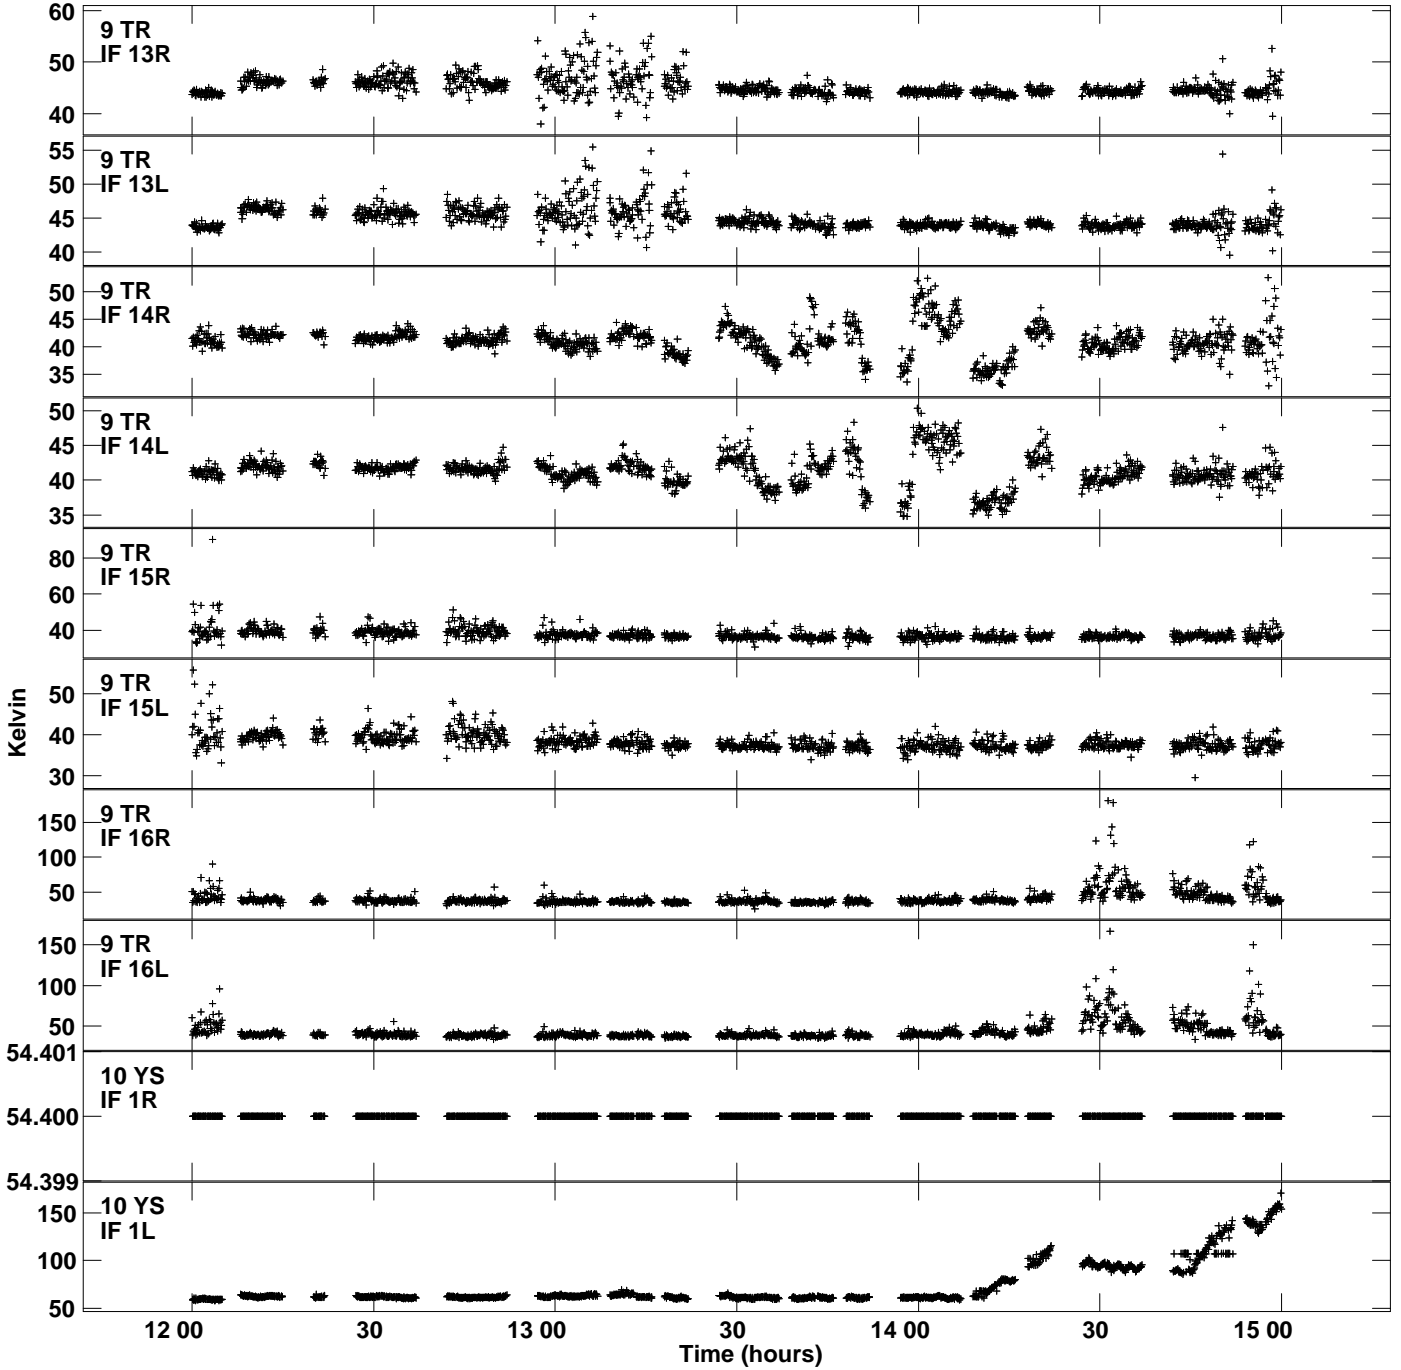 60
50
40
9 TR
IF 13R
55
50
45
40
9 TR
IF 13L
50
45
40
35
9 TR
IF 14R
50
45
40
35
9 TR
IF 14L
80
60
40
9 TR
IF 15R
50
40
30
9 TR
IF 15L
150
100
50
9 TR
IF 16R
150
100
50
9 TR
IF 16L
54.401
54.400
54.399
10 YS
IF 1R
150
100
50
10 YS
IF 1L
Kelvin
12 00 30 13 00 30 14 00 30 15 00
Time (hours)